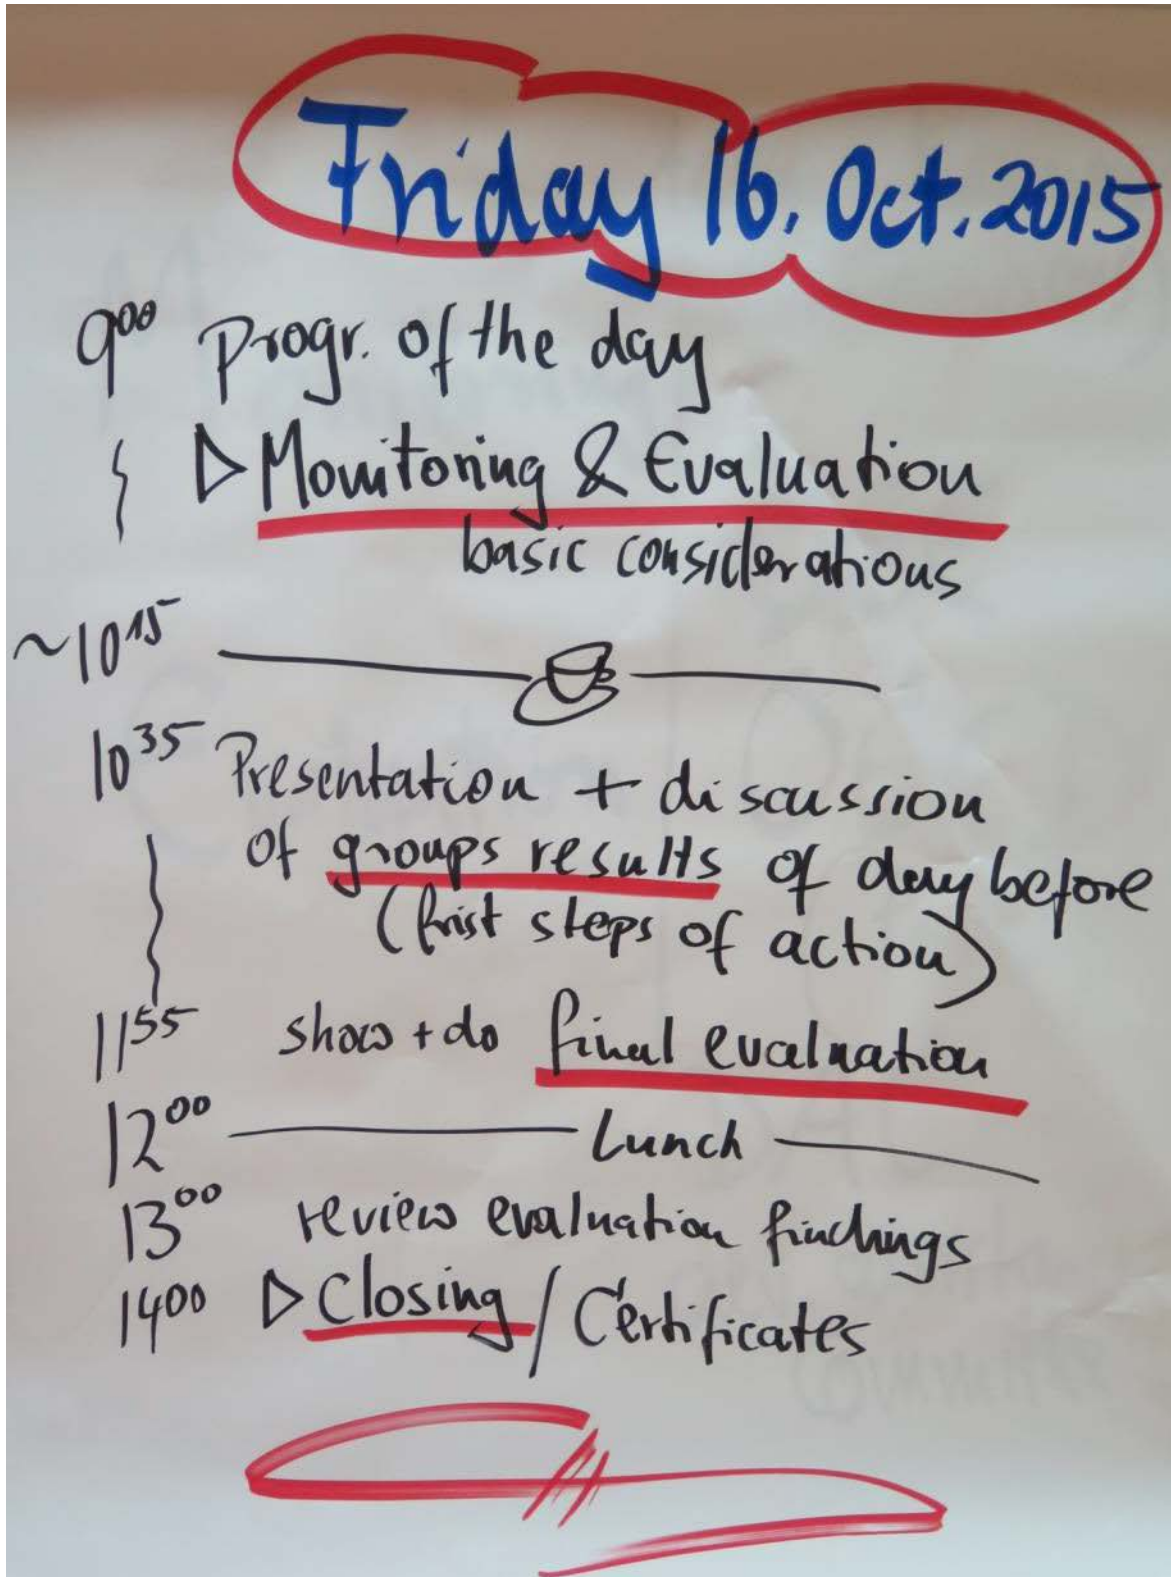 Friday 16. Oct. 2015
9⁰⁰ Progr. of the day
▷ Monitoring & Evaluation
basic considerations
~10¹⁵
10³⁵ Presentation + discussion
of groups results of day before
(first steps of action)
11⁵⁵ show + do final evaluation
12⁰⁰ Lunch
13⁰⁰ review evaluation findings
14⁰⁰ ▷ Closing / Certificates